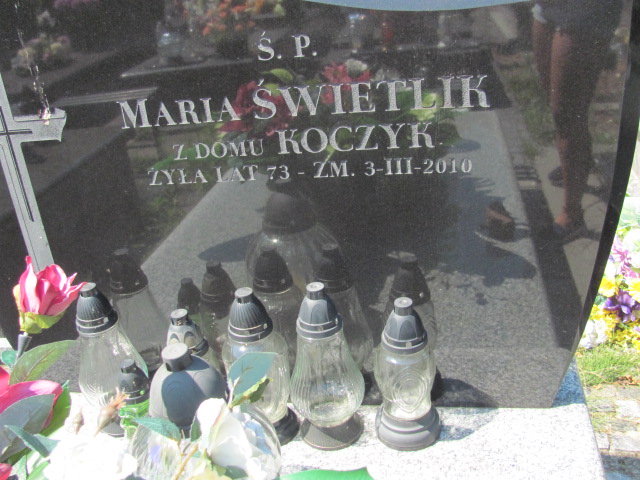 Ś. P.
MARIA ŚWIETLIK
Z DOMU KOCZYK
ŻYŁA LAT 73 - ZM. 3-III-2010